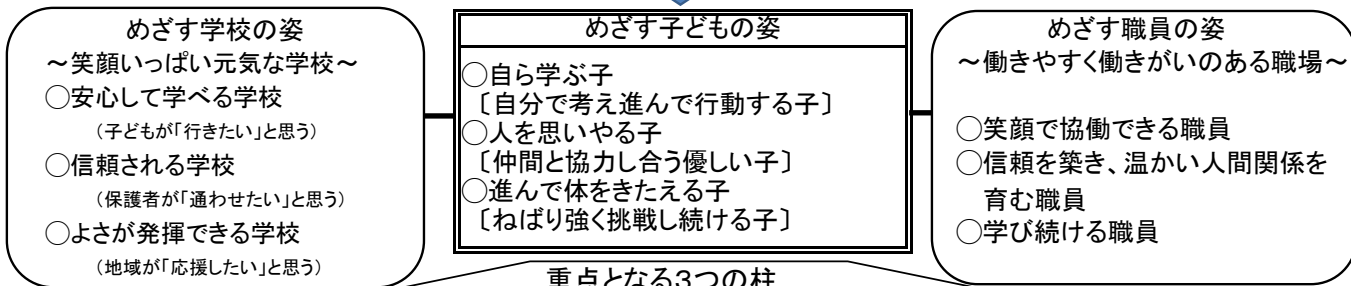 めざす学校の姿
～笑顔いっぱい元気な学校～
○安心して学べる学校
（子どもが「行きたい」と思う）
○信頼される学校
（保護者が「通わせたい」と思う）
○よさが発揮できる学校
（地域が「応援したい」と思う）
めざす子どもの姿
○自ら学ぶ子
〔自分で考え進んで行動する子〕
○人を思いやる子
〔仲間と協力し合う優しい子〕
○進んで体をきたえる子
〔ねばり強く挑戦し続ける子〕
めざす職員の姿
～働きやすく働きがいのある職場～
○笑顔で協働できる職員
○信頼を築き、温かい人間関係を
育む職員
○学び続ける職員
重点となる３つの柱